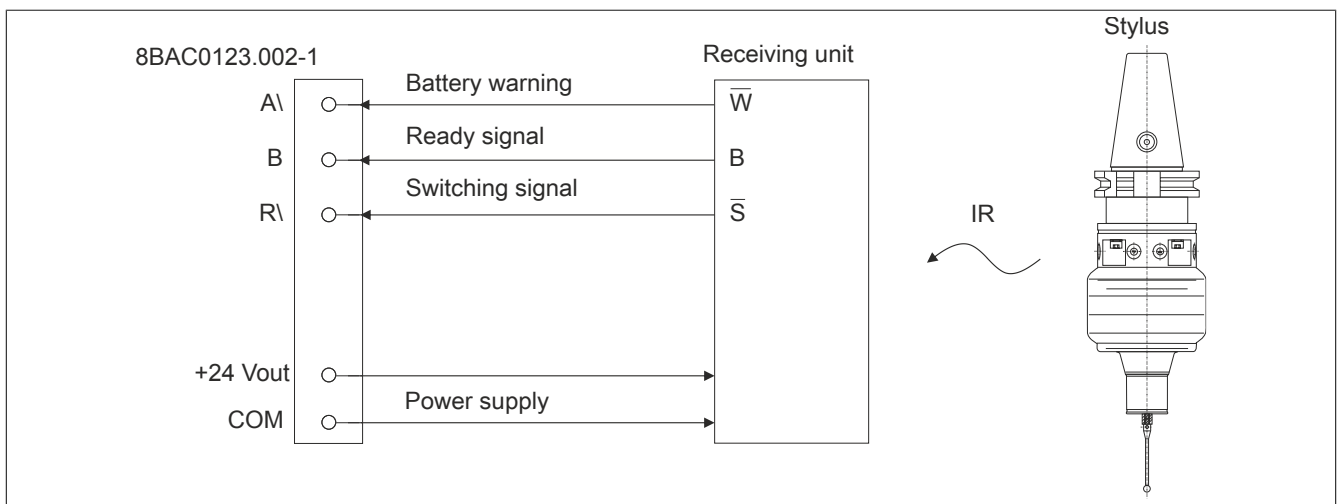 Stylus
8BAC0123.002-1
Receiving unit
A\
Battery warning
W̅
B
Ready signal
B
R\
Switching signal
S̅
IR
+24 Vout
COM
Power supply